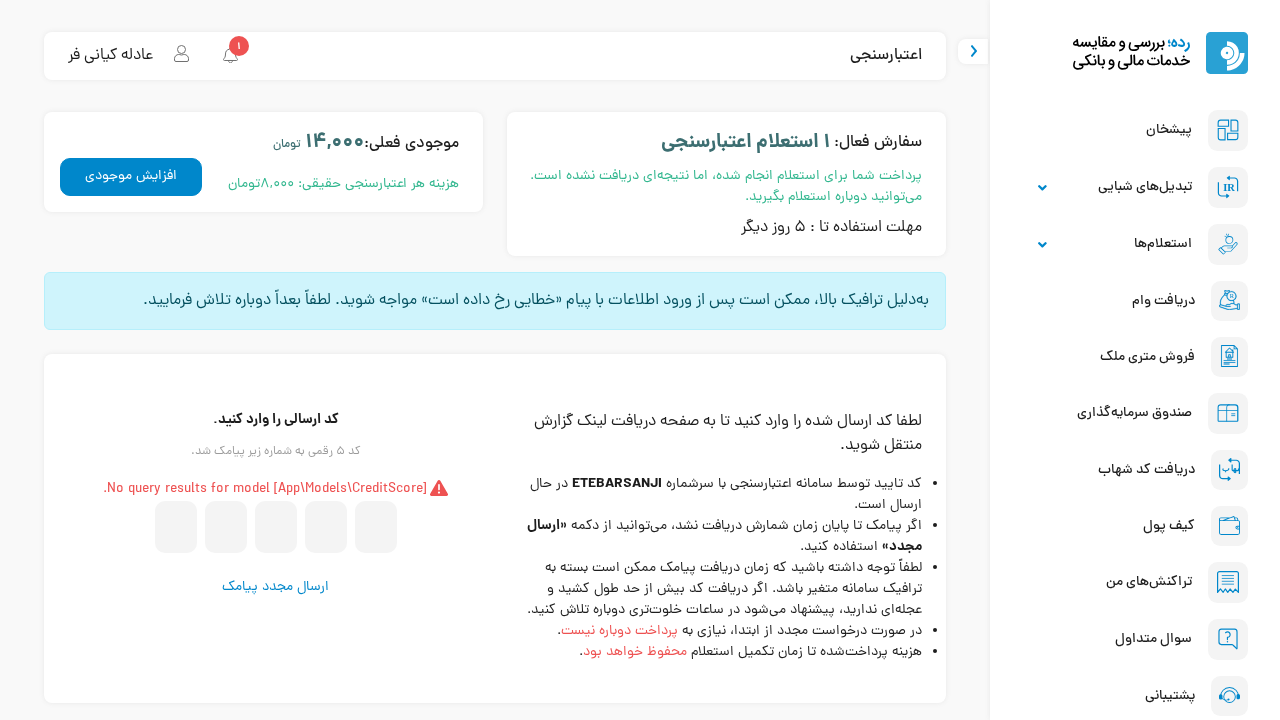 رده؛ بررسی و مقایسه
خدمات مالی و بانکی
پیشخان
تبدیل‌های شبایی
استعلام‌ها
دریافت وام
فروش متری ملک
صندوق سرمایه‌گذاری
دریافت کد شهاب
کیف پول
تراکنش‌های من
سوال متداول
پشتیبانی
اعتبارسنجی
۱
عادله کیانی فر
سفارش فعال: ۱ استعلام اعتبارسنجی
پرداخت شما برای استعلام انجام شده، اما نتیجه‌ای دریافت نشده است.
می‌توانید دوباره استعلام بگیرید.
مهلت استفاده تا : ۵ روز دیگر
موجودی فعلی:۱۴,۰۰۰ تومان
هزینه هر اعتبارسنجی حقیقی: ۸,۰۰۰تومان
افزایش موجودی
به‌دلیل ترافیک بالا، ممکن است پس از ورود اطلاعات با پیام «خطایی رخ داده است» مواجه شوید. لطفاً بعداً دوباره تلاش فرمایید.
لطفا کد ارسال شده را وارد کنید تا به صفحه دریافت لینک گزارش
منتقل شوید.
کد تایید توسط سامانه اعتبارسنجی با سرشماره ETEBARSANJI در حال
ارسال است.
اگر پیامک تا پایان زمان شمارش دریافت نشد، می‌توانید از دکمه «ارسال
مجدد» استفاده کنید.
لطفاً توجه داشته باشید که زمان دریافت پیامک ممکن است بسته به
ترافیک سامانه متغیر باشد. اگر دریافت کد بیش از حد طول کشید و
عجله‌ای ندارید، پیشنهاد می‌شود در ساعات خلوت‌تری دوباره تلاش کنید.
در صورت درخواست مجدد از ابتدا، نیازی به پرداخت دوباره نیست.
هزینه پرداخت‌شده تا زمان تکمیل استعلام محفوظ خواهد بود.
کد ارسالی را وارد کنید.
کد ۵ رقمی به شماره زیر پیامک شد.
No query results for model [App\Models\CreditScore].
ارسال مجدد پیامک